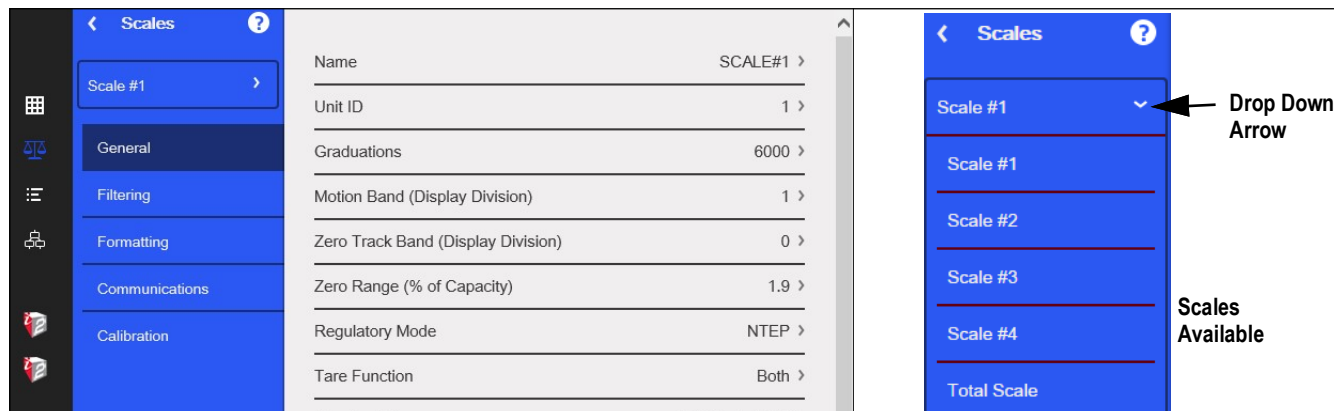 Scales ?
Scale #1
General
Filtering
Formatting
Communications
Calibration
Name SCALE#1
Unit ID 1
Graduations 6000
Motion Band (Display Division) 1
Zero Track Band (Display Division) 0
Zero Range (% of Capacity) 1.9
Regulatory Mode NTEP
Tare Function Both
Scales ?
Scale #1
Drop Down
Arrow
Scale #1
Scale #2
Scale #3
Scale #4
Scales
Available
Total Scale